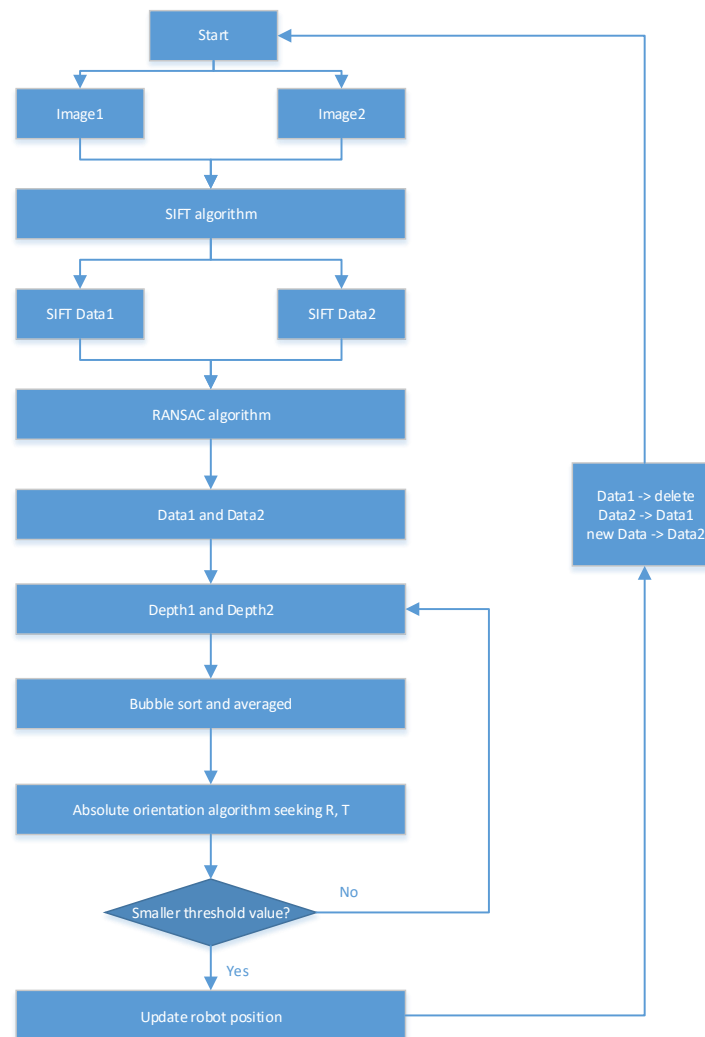 Start
Image1
Image2
SIFT algorithm
SIFT Data1
SIFT Data2
RANSAC algorithm
Data1 and Data2
Depth1 and Depth2
Bubble sort and averaged
Absolute orientation algorithm seeking R, T
Smaller threshold value?
No
Yes
Update robot position
Data1 -> delete
Data2 -> Data1
new Data -> Data2